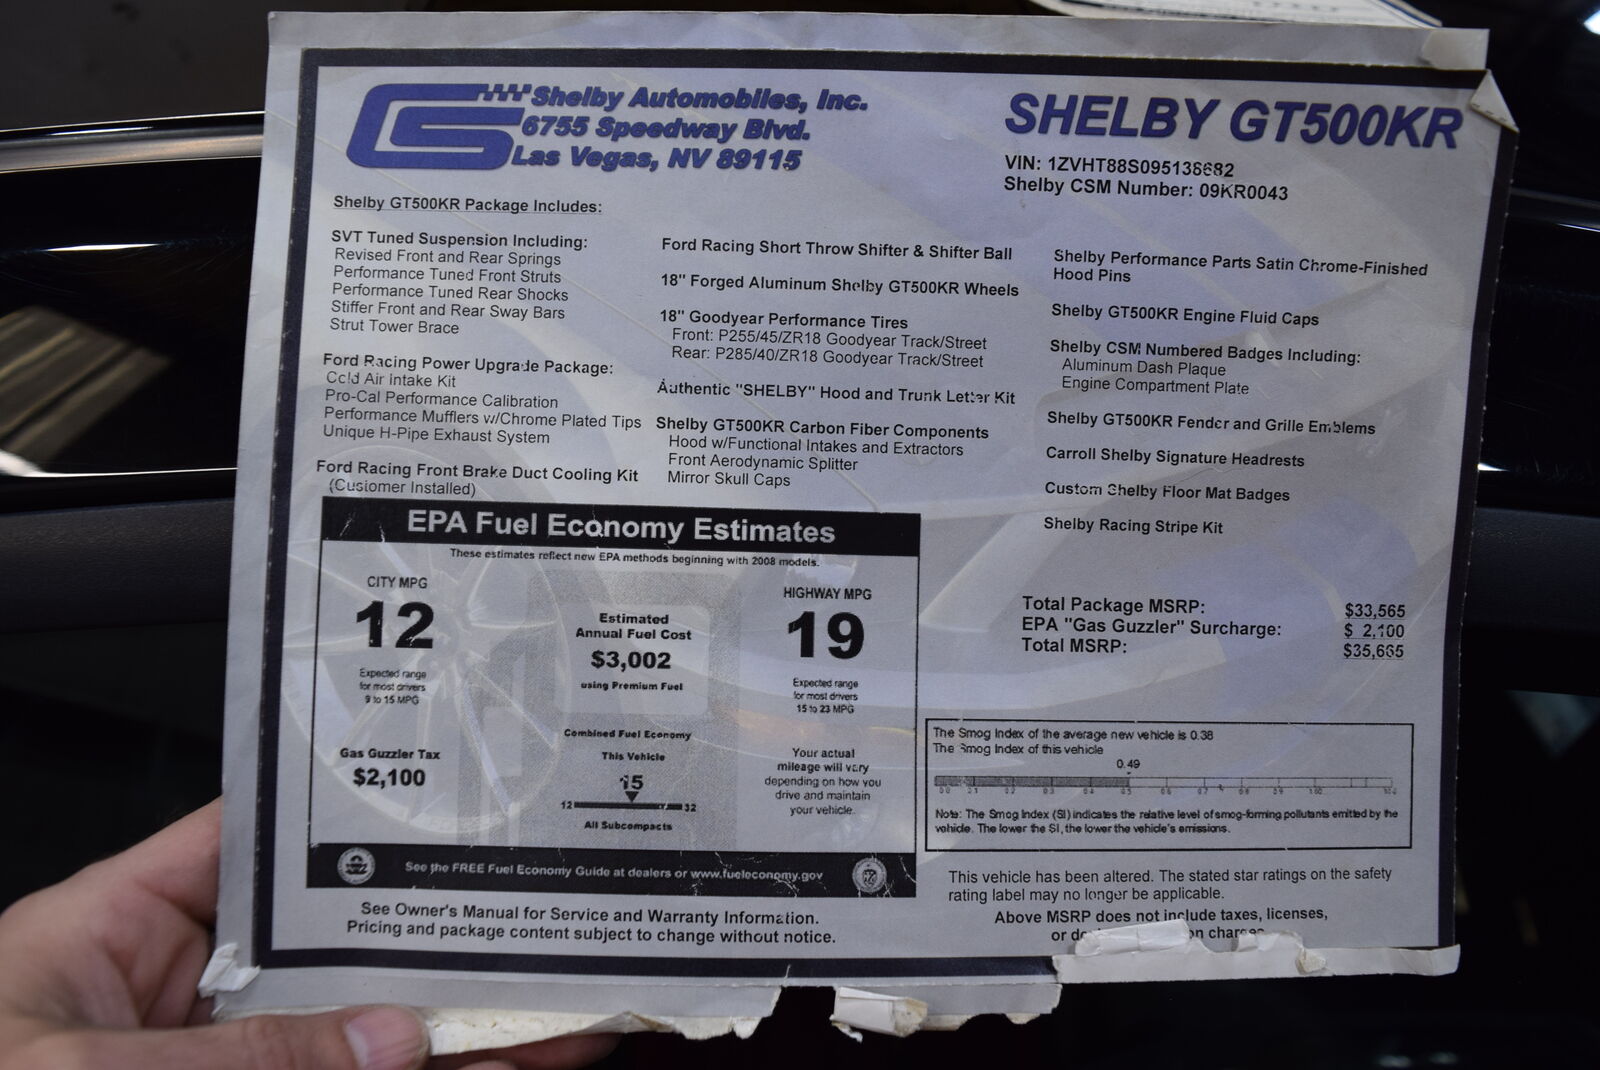 Shelby Automobiles, Inc.
6755 Speedway Blvd.
Las Vegas, NV 89115
SHELBY GT500KR
VIN: 1ZVHT88S095138682
Shelby CSM Number: 09KR0043
Shelby GT500KR Package Includes:
SVT Tuned Suspension Including:
Revised Front and Rear Springs
Performance Tuned Front Struts
Performance Tuned Rear Shocks
Stiffer Front and Rear Sway Bars
Strut Tower Brace
Ford Racing Power Upgrade Package:
Cold Air Intake Kit
Pro-Cal Performance Calibration
Performance Mufflers w/Chrome Plated Tips
Unique H-Pipe Exhaust System
Ford Racing Front Brake Duct Cooling Kit
(Customer Installed)
Ford Racing Short Throw Shifter & Shifter Ball
18" Forged Aluminum Shelby GT500KR Wheels
18" Goodyear Performance Tires
Front: P255/45/ZR18 Goodyear Track/Street
Rear: P285/40/ZR18 Goodyear Track/Street
Authentic "SHELBY" Hood and Trunk Letter Kit
Shelby GT500KR Carbon Fiber Components
Hood w/Functional Intakes and Extractors
Front Aerodynamic Splitter
Mirror Skull Caps
Shelby Performance Parts Satin Chrome-Finished
Hood Pins
Shelby GT500KR Engine Fluid Caps
Shelby CSM Numbered Badges Including:
Aluminum Dash Plaque
Engine Compartment Plate
Shelby GT500KR Fender and Grille Emblems
Carroll Shelby Signature Headrests
Custom Shelby Floor Mat Badges
Shelby Racing Stripe Kit
Total Package MSRP: $33,565
EPA "Gas Guzzler" Surcharge: $ 2,100
Total MSRP: $35,665
EPA Fuel Economy Estimates
These estimates reflect new EPA methods beginning with 2008 models.
CITY MPG
12
Expected range
for most drivers
9 to 15 MPG
Gas Guzzler Tax
$2,100
Estimated
Annual Fuel Cost
$3,002
using Premium Fuel
Combined Fuel Economy
This Vehicle
15
12 32
All Subcompacts
HIGHWAY MPG
19
Expected range
for most drivers
15 to 23 MPG
Your actual
mileage will vary
depending on how you
drive and maintain
your vehicle.
See the FREE Fuel Economy Guide at dealers or www.fueleconomy.gov
The Smog Index of the average new vehicle is 0.38
The Smog Index of this vehicle
0.49
Note: The Smog Index (SI) indicates the relative level of smog-forming pollutants emitted by the
vehicle. The lower the SI, the lower the vehicle's emissions.
This vehicle has been altered. The stated star ratings on the safety
rating label may no longer be applicable.
Above MSRP does not include taxes, licenses,
or
See Owner's Manual for Service and Warranty Information.
Pricing and package content subject to change without notice.